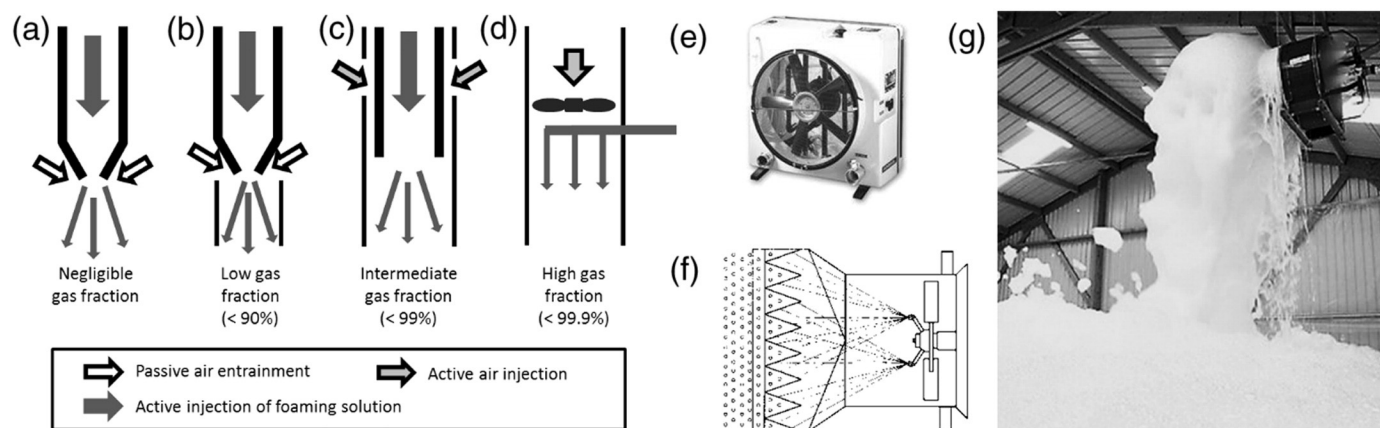 (a)
(b)
(c)
(d)
(e)
(g)
Negligible
gas fraction
Low gas
fraction
(< 90%)
Intermediate
gas fraction
(< 99%)
High gas
fraction
(< 99.9%)
(f)
Passive air entrainment
Active air injection
Active injection of foaming solution